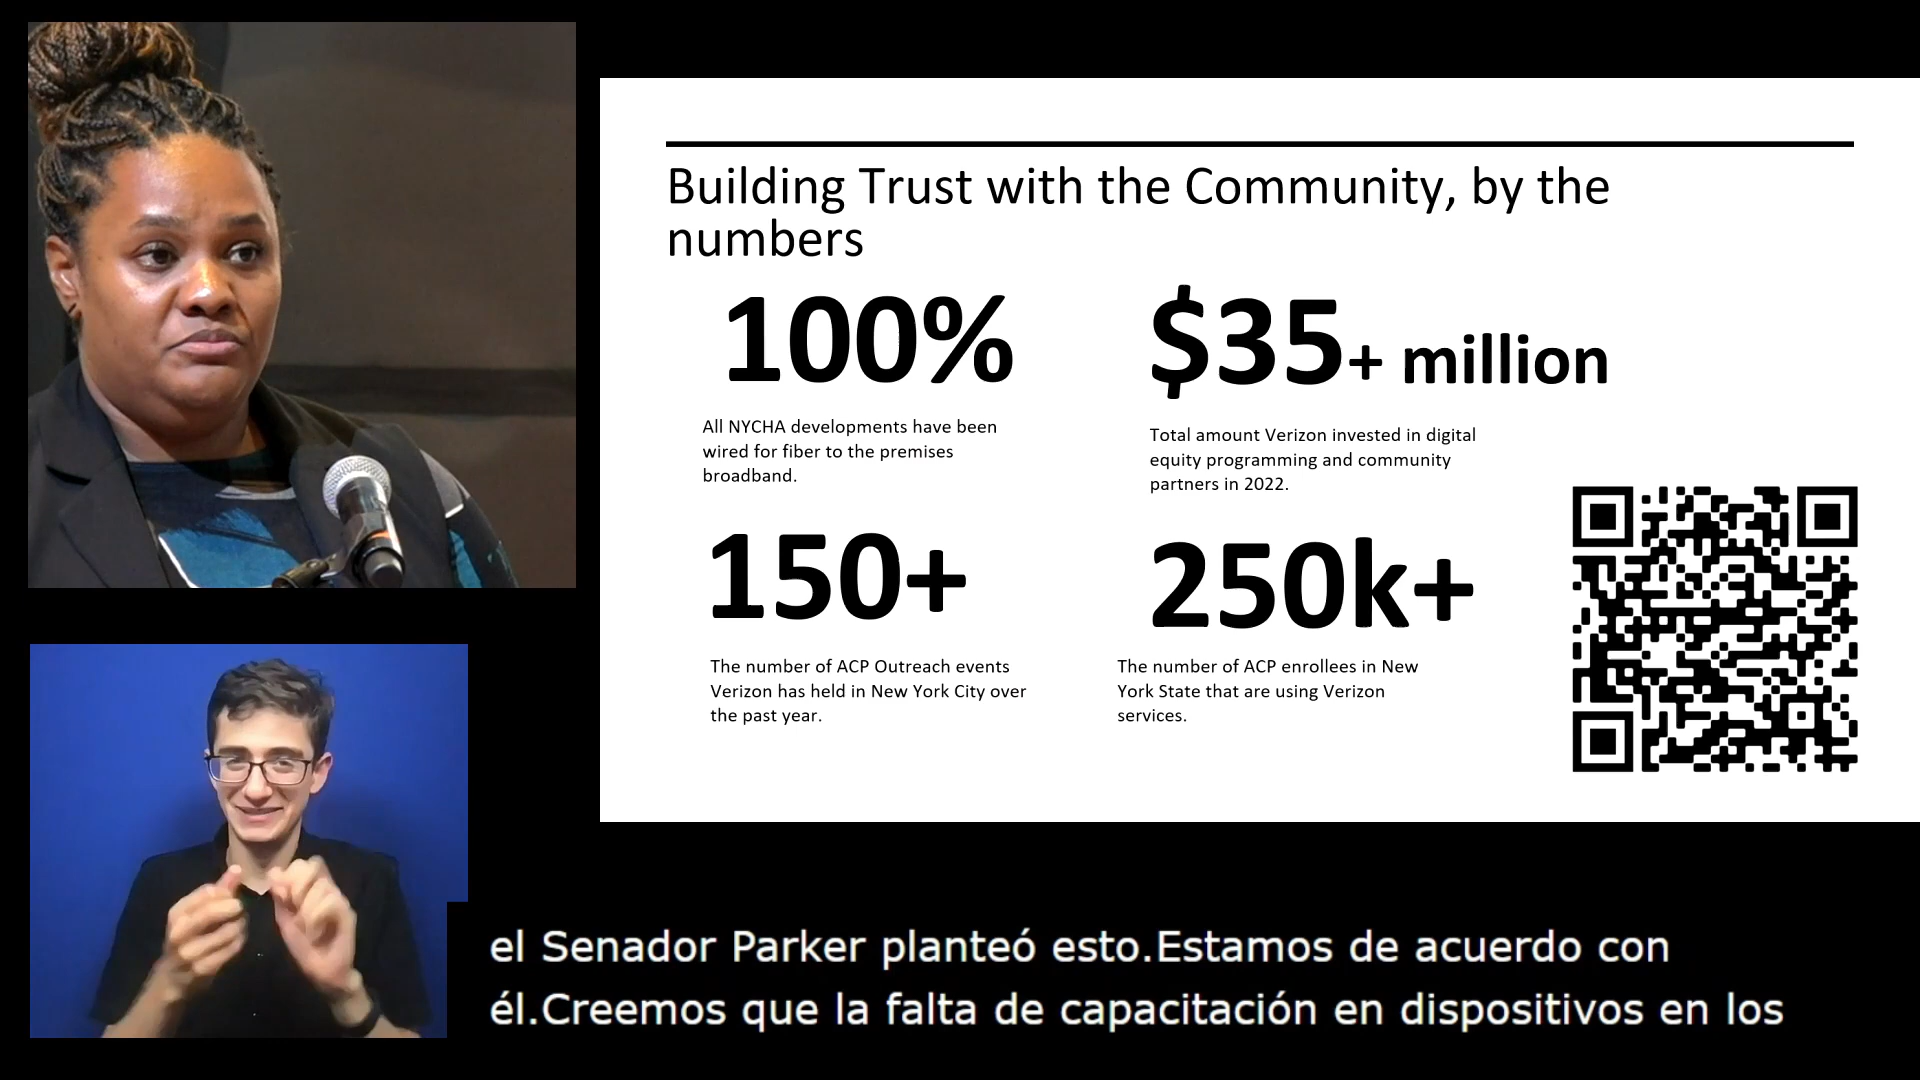 Building Trust with the Community, by the
numbers
100%
All NYCHA developments have been
wired for fiber to the premises
broadband.
$35+ million
Total amount Verizon invested in digital
equity programming and community
partners in 2022.
150+
The number of ACP Outreach events
Verizon has held in New York City over
the past year.
250k+
The number of ACP enrollees in New
York State that are using Verizon
services.
el Senador Parker planteó esto.Estamos de acuerdo con
él.Creemos que la falta de capacitación en dispositivos en los